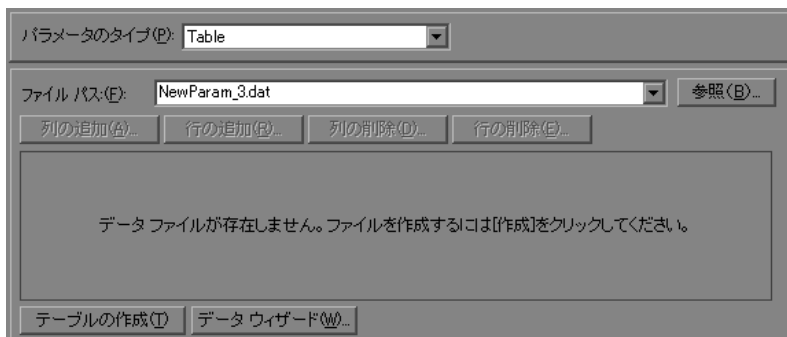 パラメータのタイプ(P): Table
ファイル パス:(F): NewParam_3.dat 参照(B)...
列の追加(A)... 行の追加(R)... 列の削除(D)... 行の削除(E)...
データ ファイルが存在しません。ファイルを作成するには[作成]をクリックしてください。
テーブルの作成(T) データ ウィザード(W)...